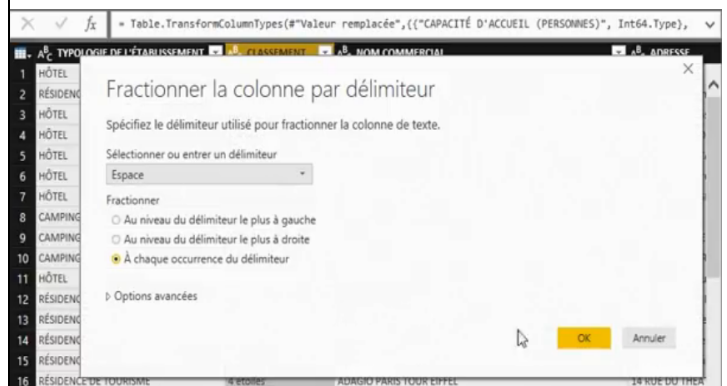 fx = Table.TransformColumnTypes(#"Valeur remplacée",{{"CAPACITÉ D'ACCUEIL (PERSONNES)", Int64.Type},
ABC TYPOLOGIE DE L'ÉTABLISSEMENT AB CLASSEMENT AB NOM COMMERCIAL AB ADRESSE
1 HÔTEL
2 RÉSIDENC
3 HÔTEL
4 HÔTEL
5 HÔTEL
6 HÔTEL
7 HÔTEL
8 CAMPING
9 CAMPING
10 CAMPING
11 HÔTEL
12 RÉSIDENC
13 RÉSIDENC
14 RÉSIDENC
15 RÉSIDENC
16 RÉSIDENCE DE TOURISME 4 étoiles ADAGIO PARIS TOUR EIFFEL 14 RUE DU THEA
Fractionner la colonne par délimiteur
Spécifiez le délimiteur utilisé pour fractionner la colonne de texte.
Sélectionner ou entrer un délimiteur
Espace
Fractionner
Au niveau du délimiteur le plus à gauche
Au niveau du délimiteur le plus à droite
À chaque occurrence du délimiteur
Options avancées
OK Annuler